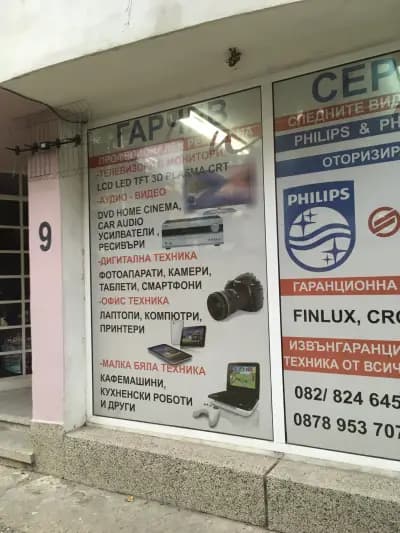 9
ГАРЧЕВ
ПРОФЕСИОНАЛЕН
-ТЕЛЕВИЗОРИ И МОНИТОРИ
LCD LED TFT 3D PLASMA CRT
-АУДИО - ВИДЕО
DVD HOME CINEMA,
CAR AUDIO
УСИЛВАТЕЛИ ,
РЕСИВЪРИ
-ДИГИТАЛНА ТЕХНИКА
ФОТОАПАРАТИ, КАМЕРИ,
ТАБЛЕТИ, СМАРТФОНИ
-ОФИС ТЕХНИКА
ЛАПТОПИ, КОМПЮТРИ,
ПРИНТЕРИ
-МАЛКА БЯЛА ТЕХНИКА
КАФЕМАШИНИ,
КУХНЕНСКИ РОБОТИ
И ДРУГИ
СЕР
СЛЕДНИТЕ ВИД
PHILIPS & PH
ОТОРИЗИР
PHILIPS
ГАРАНЦИОННА
FINLUX, CRO
ИЗВЪНГАРАНЦИ
ТЕХНИКА ОТ ВСИЧ
082/ 824 645
0878 953 707